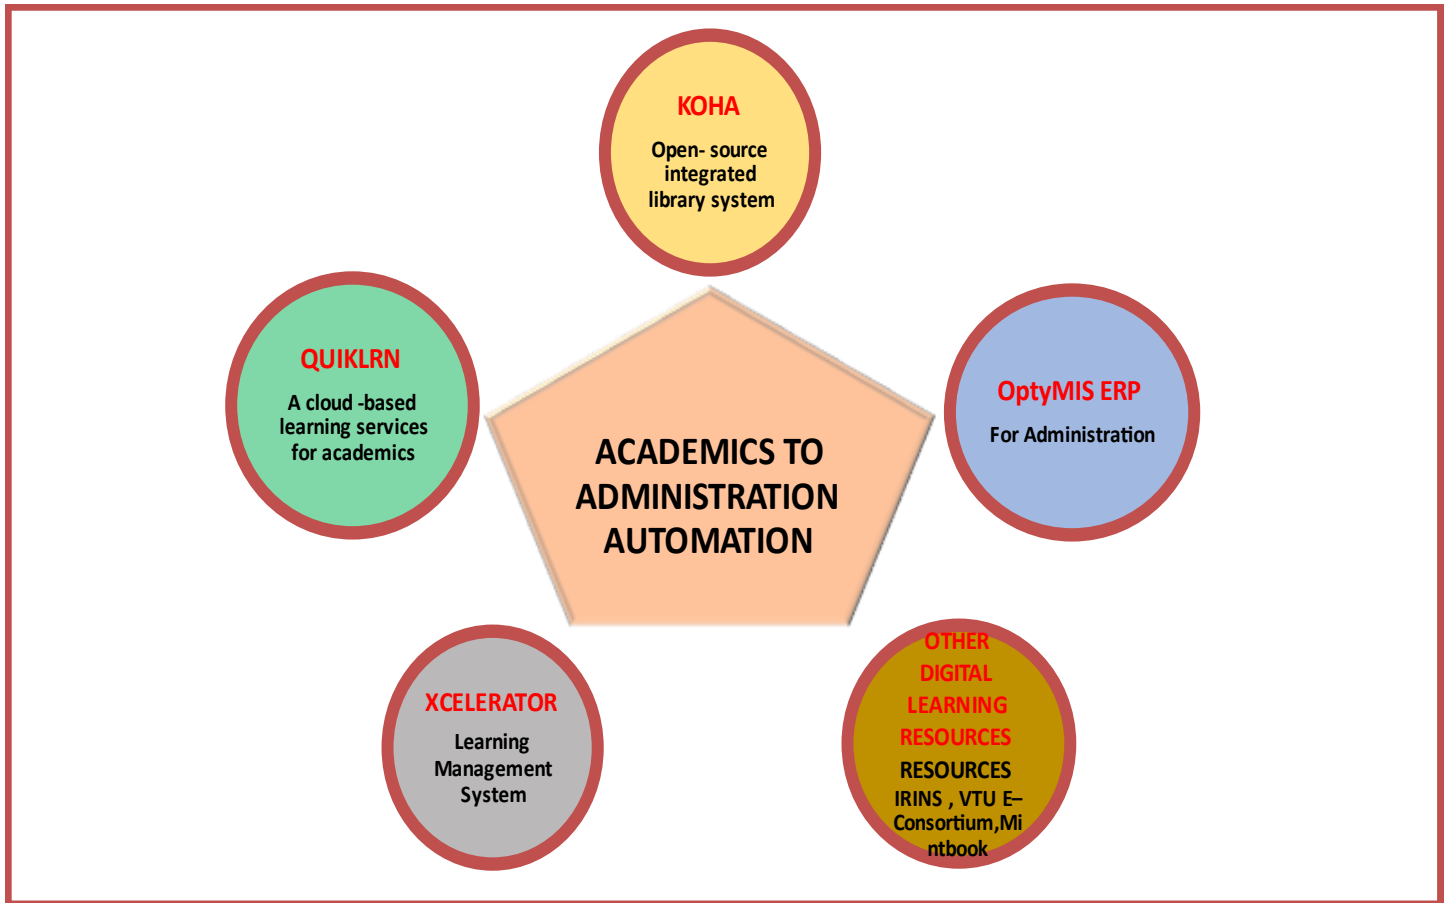 KOHA
Open- source
integrated
library system
QUIKLRN
A cloud -based
learning services
for academics
OptyMIS ERP
For Administration
ACADEMICS TO
ADMINISTRATION
AUTOMATION
XCELERATOR
Learning
Management
System
OTHER
DIGITAL
LEARNING
RESOURCES
RESOURCES
IRINS , VTU E–
Consortium,Mi
ntbook